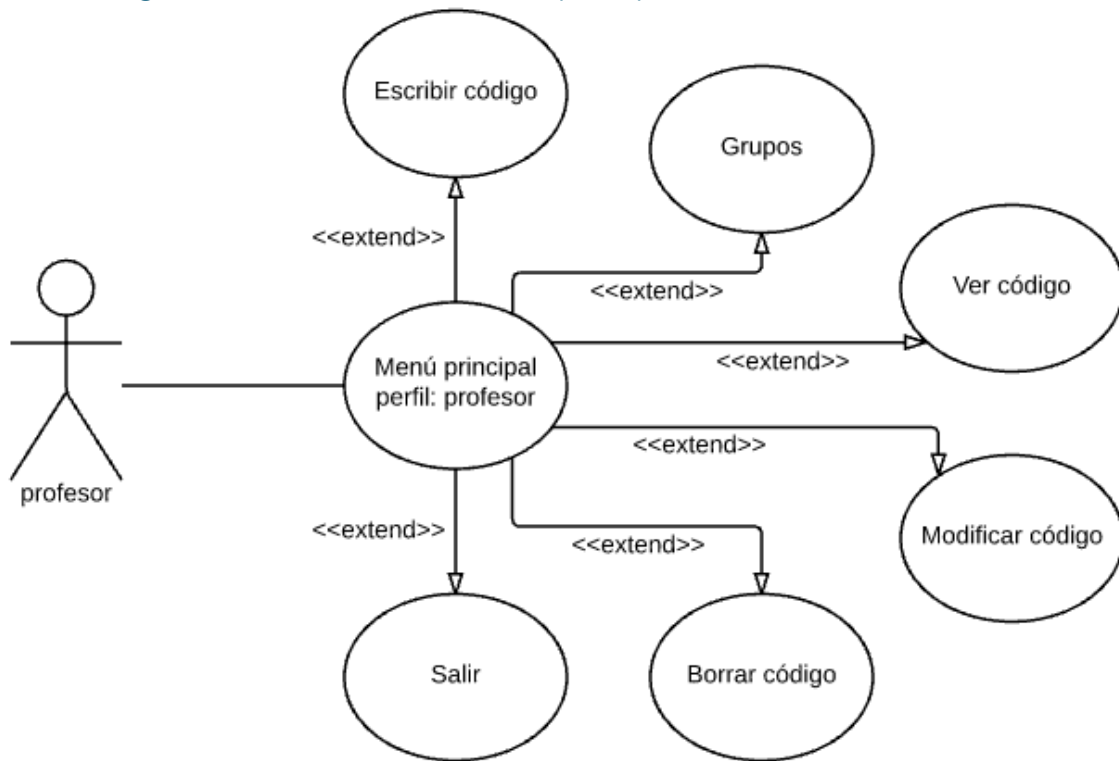 Escribir código
Grupos
<<extend>>
<<extend>>
Ver código
<<extend>>
Menú principal
perfil: profesor
<<extend>>
profesor
<<extend>>
<<extend>>
Modificar código
Salir
Borrar código